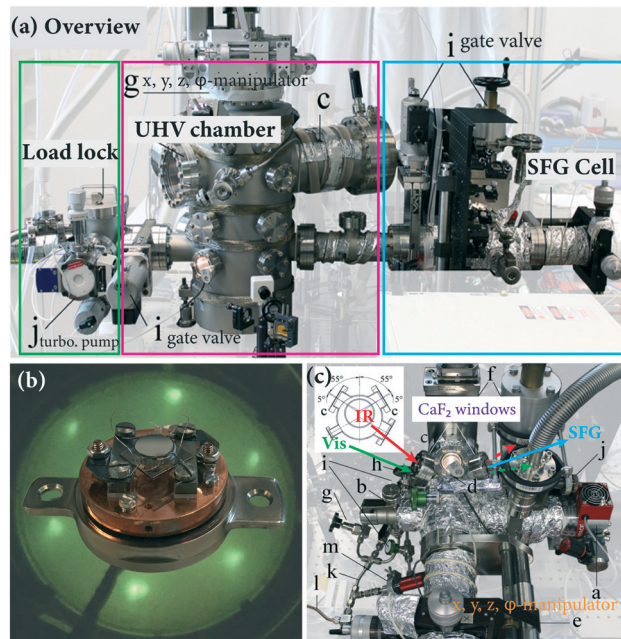 (a) Overview
i gate valve
g x, y, z, φ-manipulator
c
UHV chamber
Load lock
SFG Cell
j turbo. pump
i gate valve
(b)
(c)
f
55° 55°
5° 5°
c c
CaF₂ windows
IR
Vis
SFG
c
i h
j
b d
g
m
k
l
a
x, y, z, φ-manipulator
e